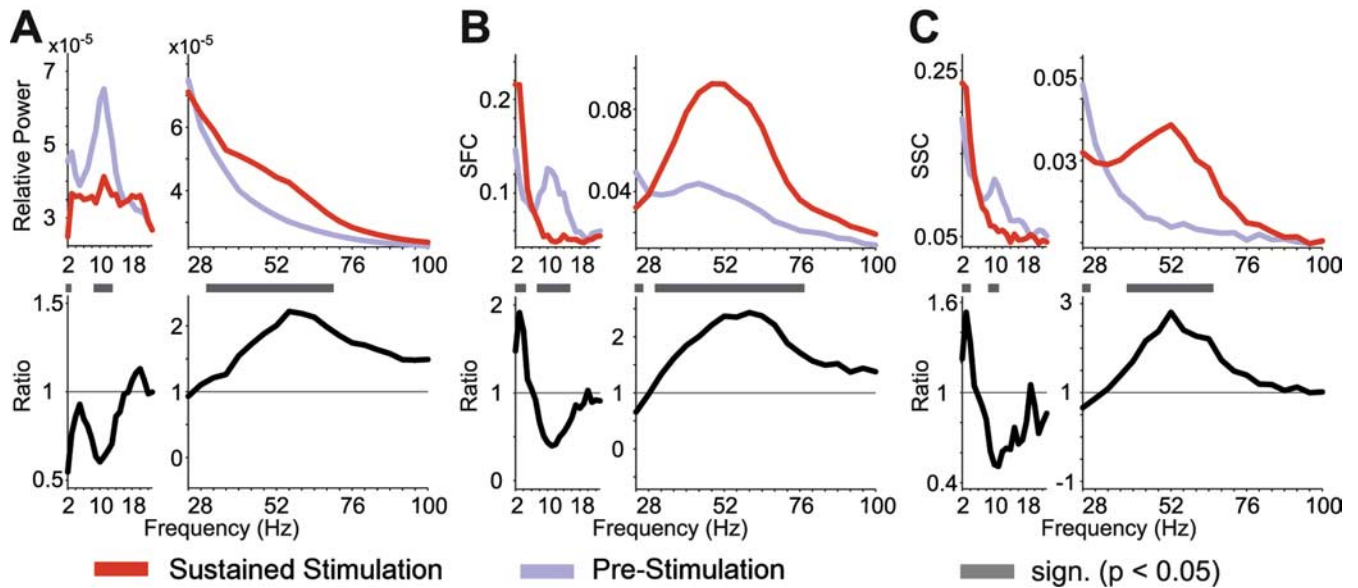 A B C
x10-5 x10-5
Relative Power
7
5
3
6
4
2 10 18 28 52 76 100
SFC
0.2
0.1
0.08
0.04
2 10 18 28 52 76 100
SSC
0.25
0.05
0.05
0.03
2 10 18 28 52 76 100
Ratio
1.5
1
0.5
2
1
0
2 10 18 28 52 76 100
Frequency (Hz)
Ratio
2
1
0
2
1
0
2 10 18 28 52 76 100
Frequency (Hz)
Ratio
1.6
1
0.4
3
1
-1
2 10 18 28 52 76 100
Frequency (Hz)
Sustained Stimulation Pre-Stimulation sign. (p < 0.05)